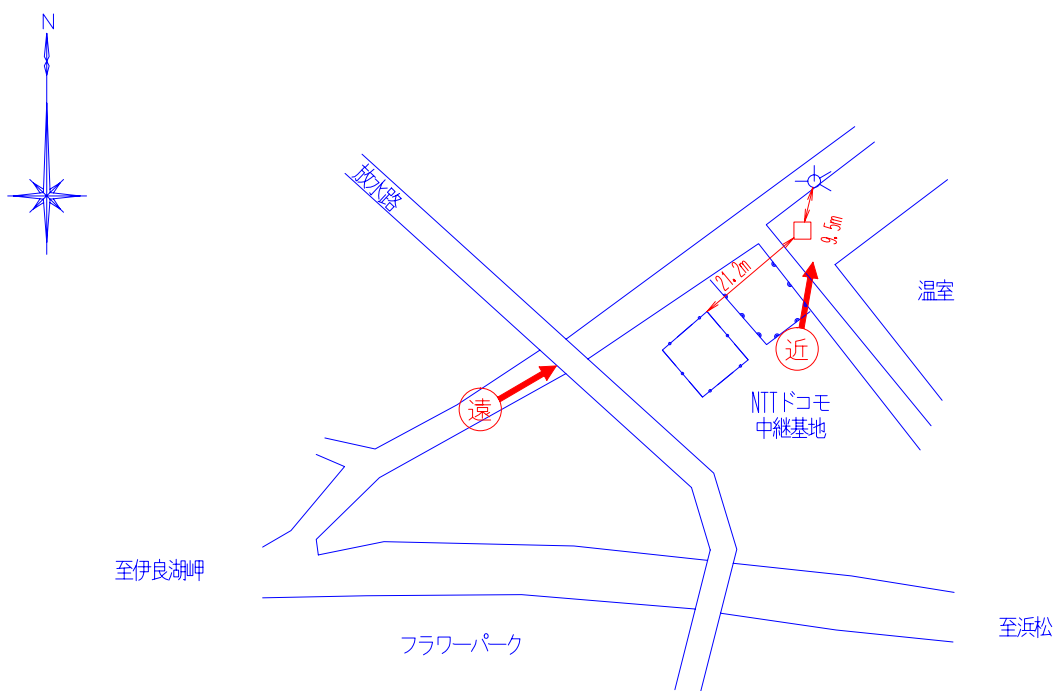 N
放水路
9.5m
21.2m
温室
近
遠
NTTドコモ
中継基地
至伊良湖岬
至浜松
フラワーパーク